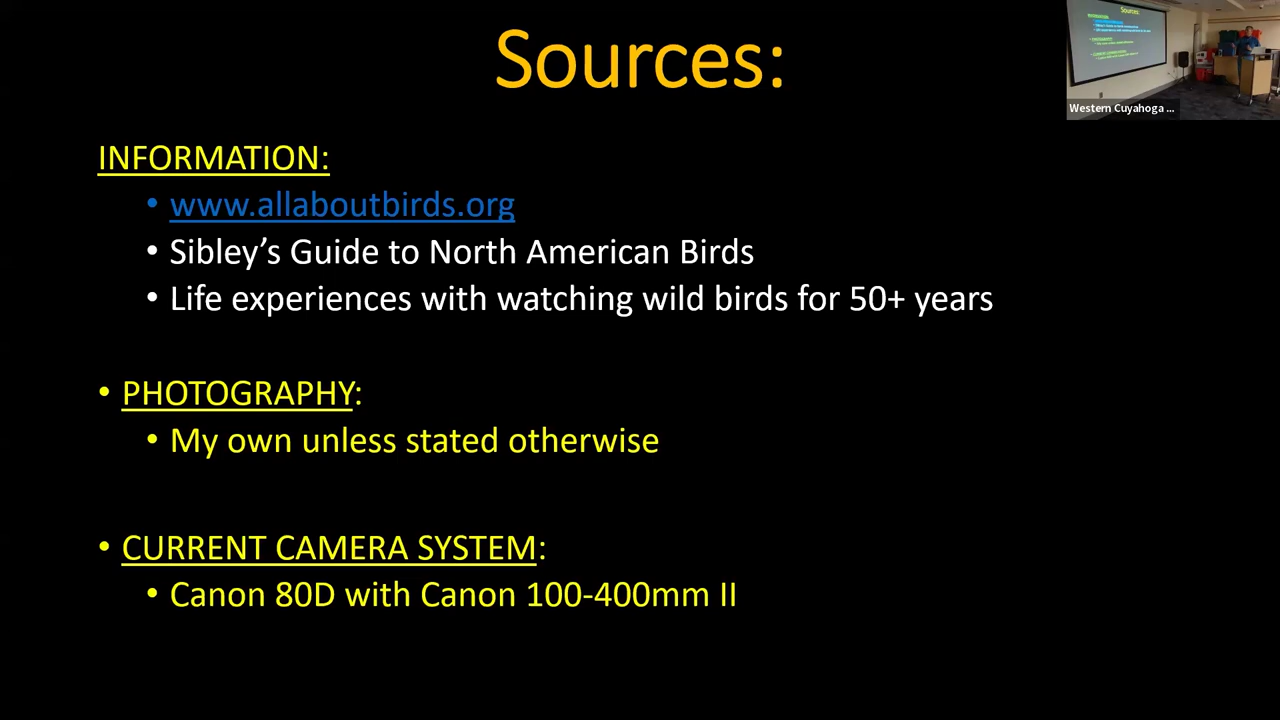 Sources:
INFORMATION:
• www.allaboutbirds.org
• Sibley’s Guide to North American Birds
• Life experiences with watching wild birds for 50+ years
• PHOTOGRAPHY:
• My own unless stated otherwise
• CURRENT CAMERA SYSTEM:
• Canon 80D with Canon 100-400mm II
Western Cuyahoga ...